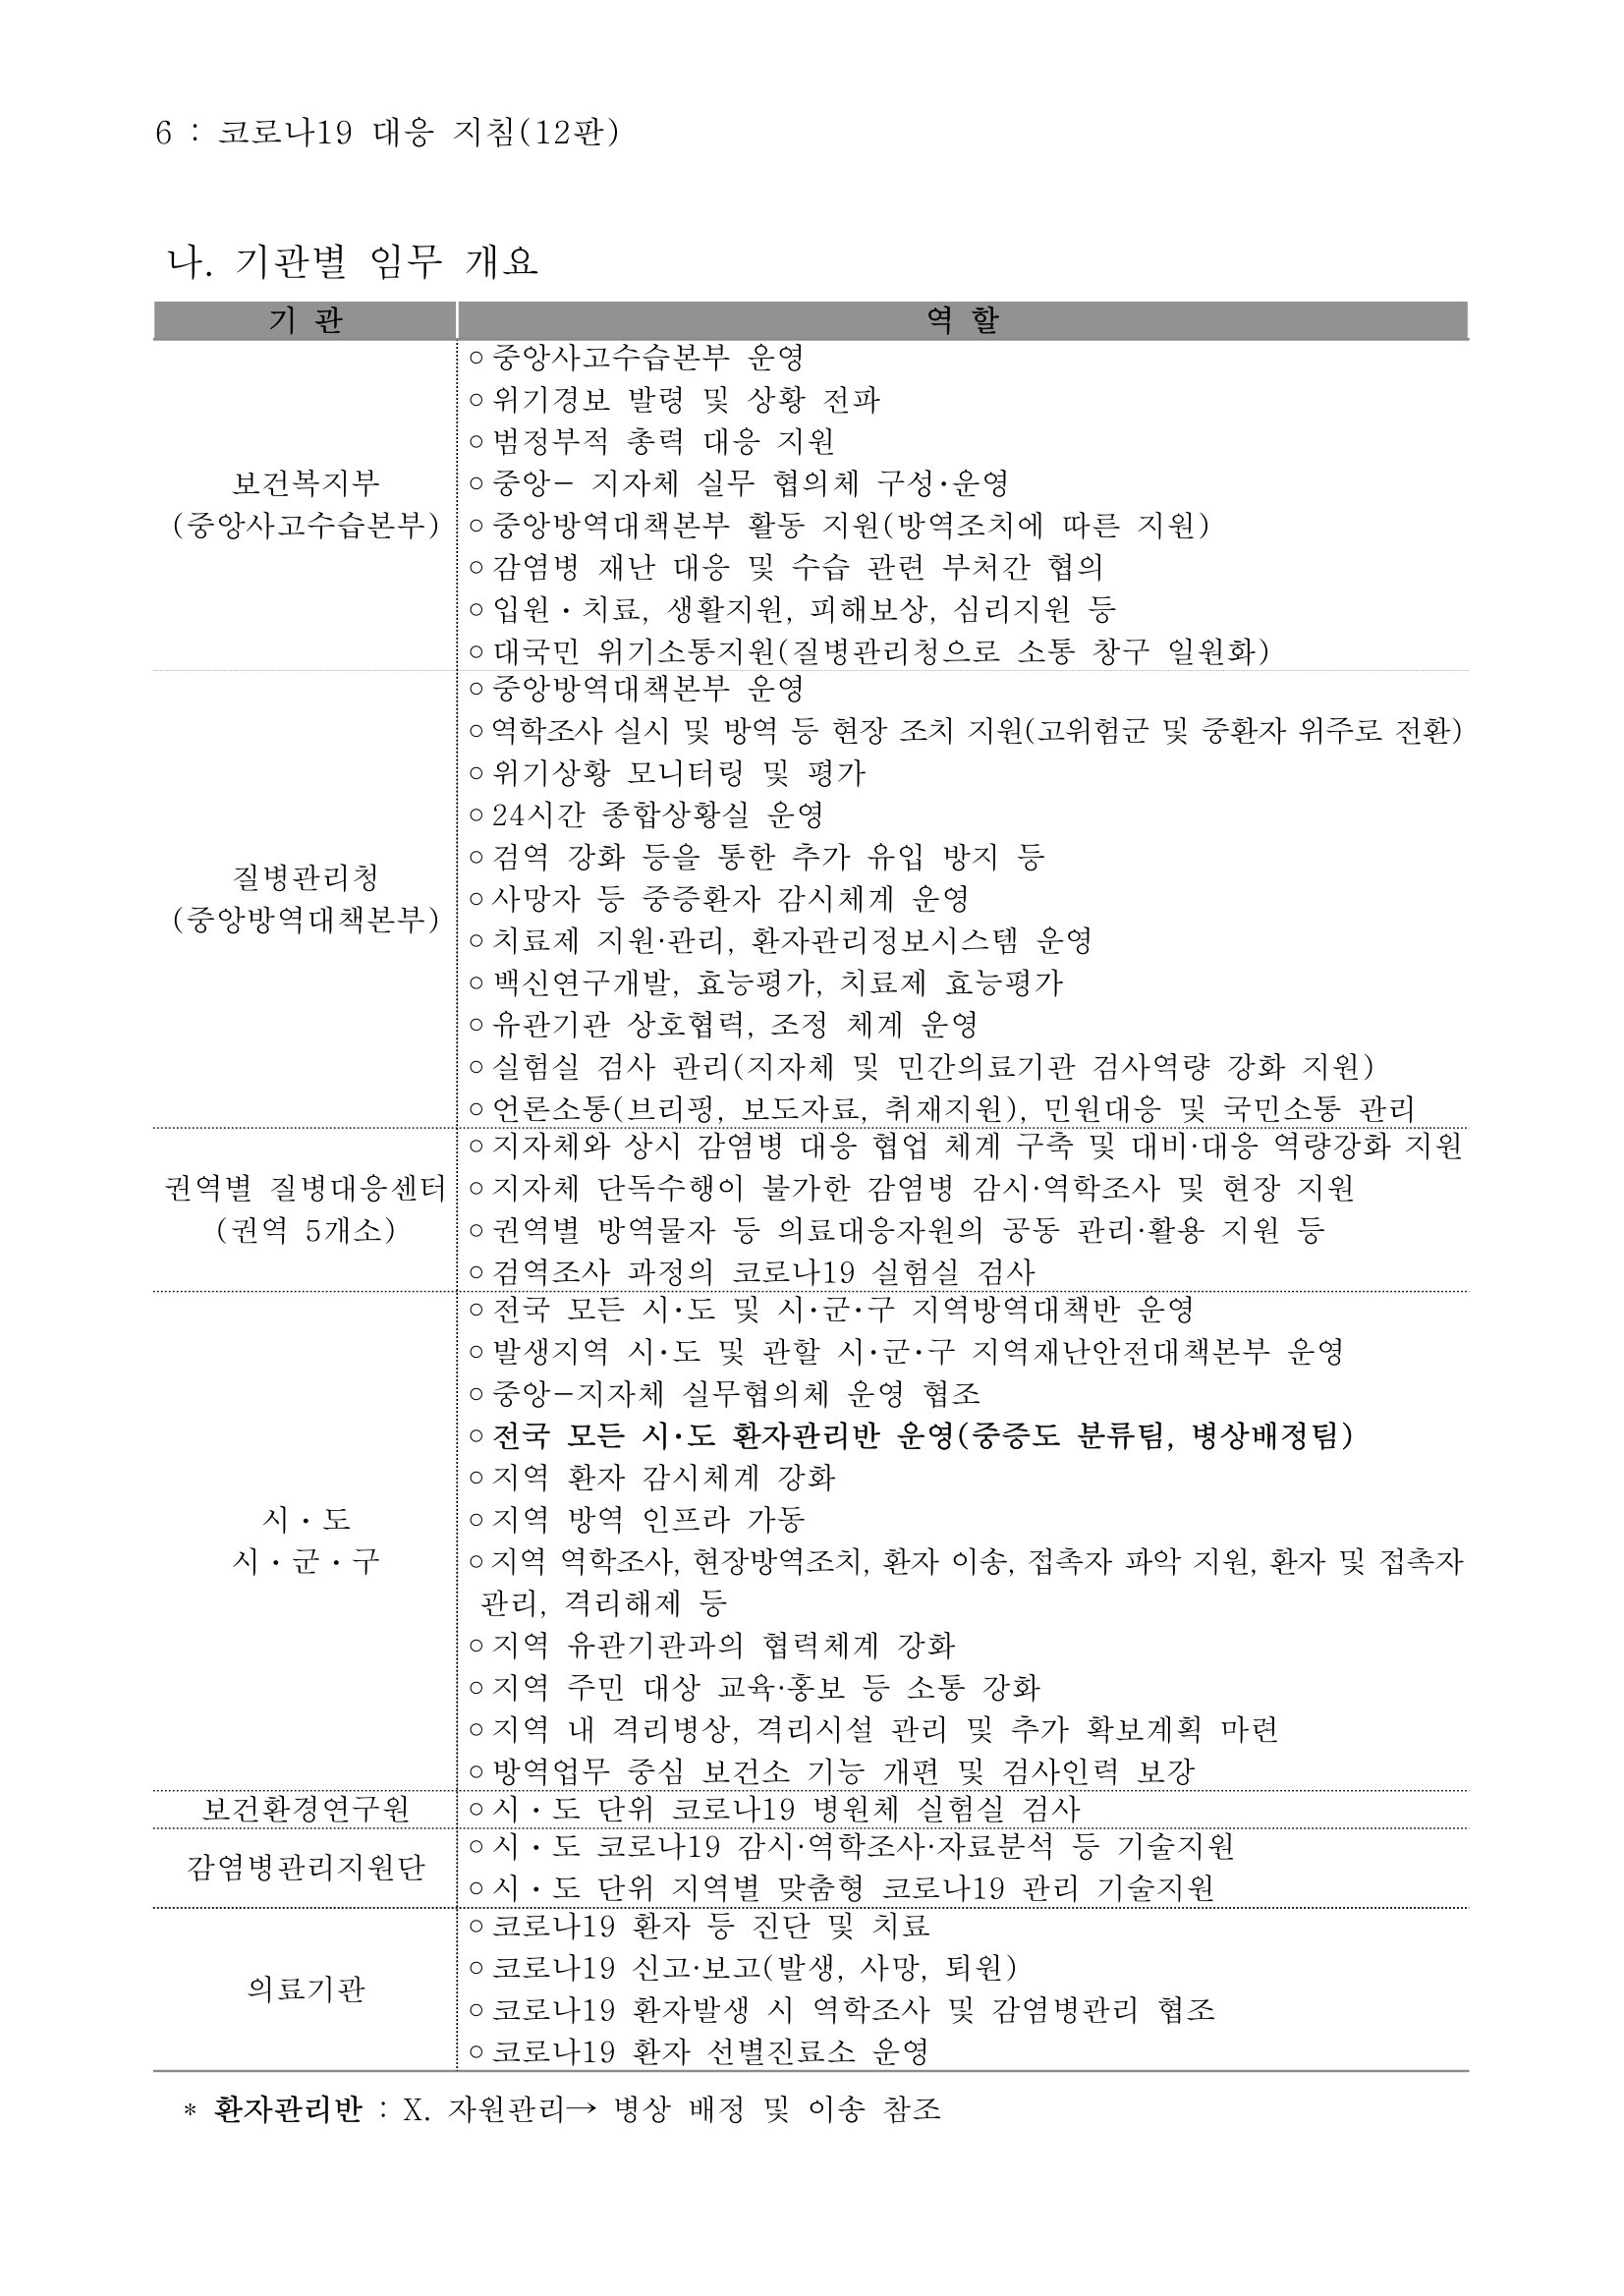 6 : 코로나19 대응 지침(12판)
나. 기관별 임무 개요
기 관
역 할
보건복지부
(중앙사고수습본부)
○ 중앙사고수습본부 운영
○ 위기경보 발령 및 상황 전파
○ 범정부적 총력 대응 지원
○ 중앙- 지자체 실무 협의체 구성·운영
○ 중앙방역대책본부 활동 지원(방역조치에 따른 지원)
○ 감염병 재난 대응 및 수습 관련 부처간 협의
○ 입원 · 치료, 생활지원, 피해보상, 심리지원 등
○ 대국민 위기소통지원(질병관리청으로 소통 창구 일원화)
질병관리청
(중앙방역대책본부)
○ 중앙방역대책본부 운영
○ 역학조사 실시 및 방역 등 현장 조치 지원(고위험군 및 중환자 위주로 전환)
○ 위기상황 모니터링 및 평가
○ 24시간 종합상황실 운영
○ 검역 강화 등을 통한 추가 유입 방지 등
○ 사망자 등 중증환자 감시체계 운영
○ 치료제 지원·관리, 환자관리정보시스템 운영
○ 백신연구개발, 효능평가, 치료제 효능평가
○ 유관기관 상호협력, 조정 체계 운영
○ 실험실 검사 관리(지자체 및 민간의료기관 검사역량 강화 지원)
○ 언론소통(브리핑, 보도자료, 취재지원), 민원대응 및 국민소통 관리
권역별 질병대응센터
(권역 5개소)
○ 지자체와 상시 감염병 대응 협업 체계 구축 및 대비·대응 역량강화 지원
○ 지자체 단독수행이 불가한 감염병 감시·역학조사 및 현장 지원
○ 권역별 방역물자 등 의료대응자원의 공동 관리·활용 지원 등
○ 검역조사 과정의 코로나19 실험실 검사
시 · 도
시 · 군 · 구
○ 전국 모든 시·도 및 시·군·구 지역방역대책반 운영
○ 발생지역 시·도 및 관할 시·군·구 지역재난안전대책본부 운영
○ 중앙-지자체 실무협의체 운영 협조
○ 전국 모든 시·도 환자관리반 운영(중증도 분류팀, 병상배정팀)
○ 지역 환자 감시체계 강화
○ 지역 방역 인프라 가동
○ 지역 역학조사, 현장방역조치, 환자 이송, 접촉자 파악 지원, 환자 및 접촉자
관리, 격리해제 등
○ 지역 유관기관과의 협력체계 강화
○ 지역 주민 대상 교육·홍보 등 소통 강화
○ 지역 내 격리병상, 격리시설 관리 및 추가 확보계획 마련
○ 방역업무 중심 보건소 기능 개편 및 검사인력 보강
보건환경연구원
○ 시 · 도 단위 코로나19 병원체 실험실 검사
감염병관리지원단
○ 시 · 도 코로나19 감시·역학조사·자료분석 등 기술지원
○ 시 · 도 단위 지역별 맞춤형 코로나19 관리 기술지원
의료기관
○ 코로나19 환자 등 진단 및 치료
○ 코로나19 신고·보고(발생, 사망, 퇴원)
○ 코로나19 환자발생 시 역학조사 및 감염병관리 협조
○ 코로나19 환자 선별진료소 운영
* 환자관리반 : X. 자원관리→ 병상 배정 및 이송 참조